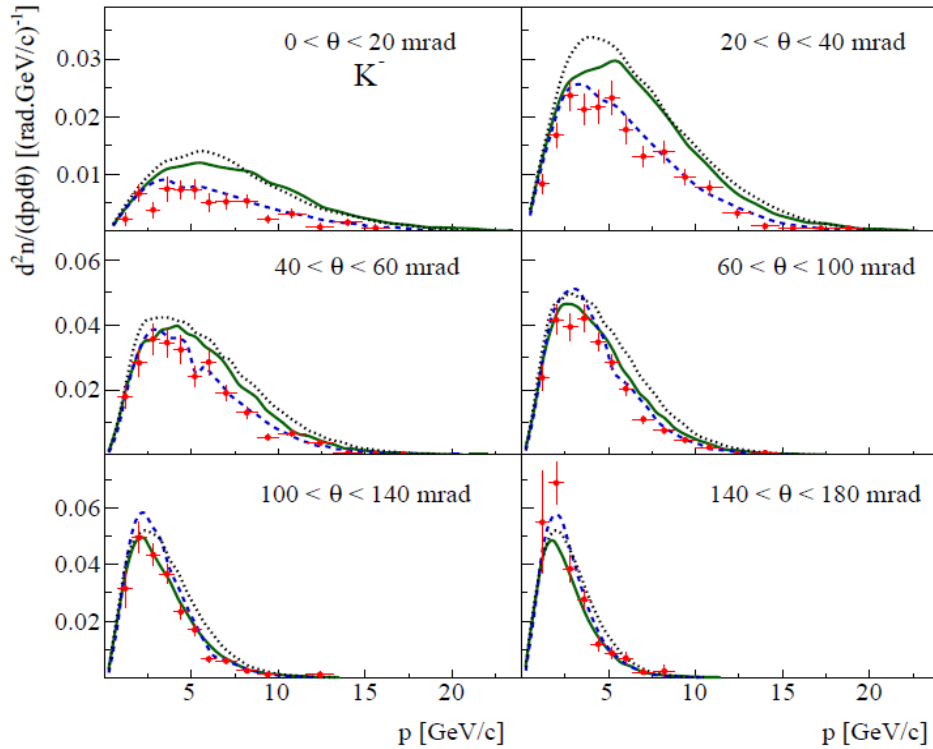 d²n/(dpdθ) [(rad.GeV/c)⁻¹]
0 < θ < 20 mrad
K⁻
20 < θ < 40 mrad
0.03
0.02
0.01
40 < θ < 60 mrad
60 < θ < 100 mrad
0.06
0.04
0.02
100 < θ < 140 mrad
140 < θ < 180 mrad
0.06
0.04
0.02
5 10 15 20 5 10 15 20
p [GeV/c] p [GeV/c]